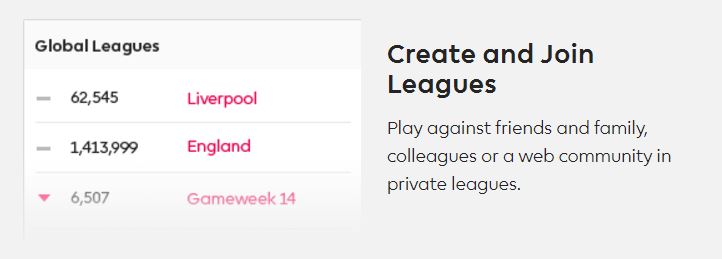 Global Leagues
62,545 Liverpool
1,413,999 England
6,507 Gameweek 14
Create and Join
Leagues
Play against friends and family,
colleagues or a web community in
private leagues.